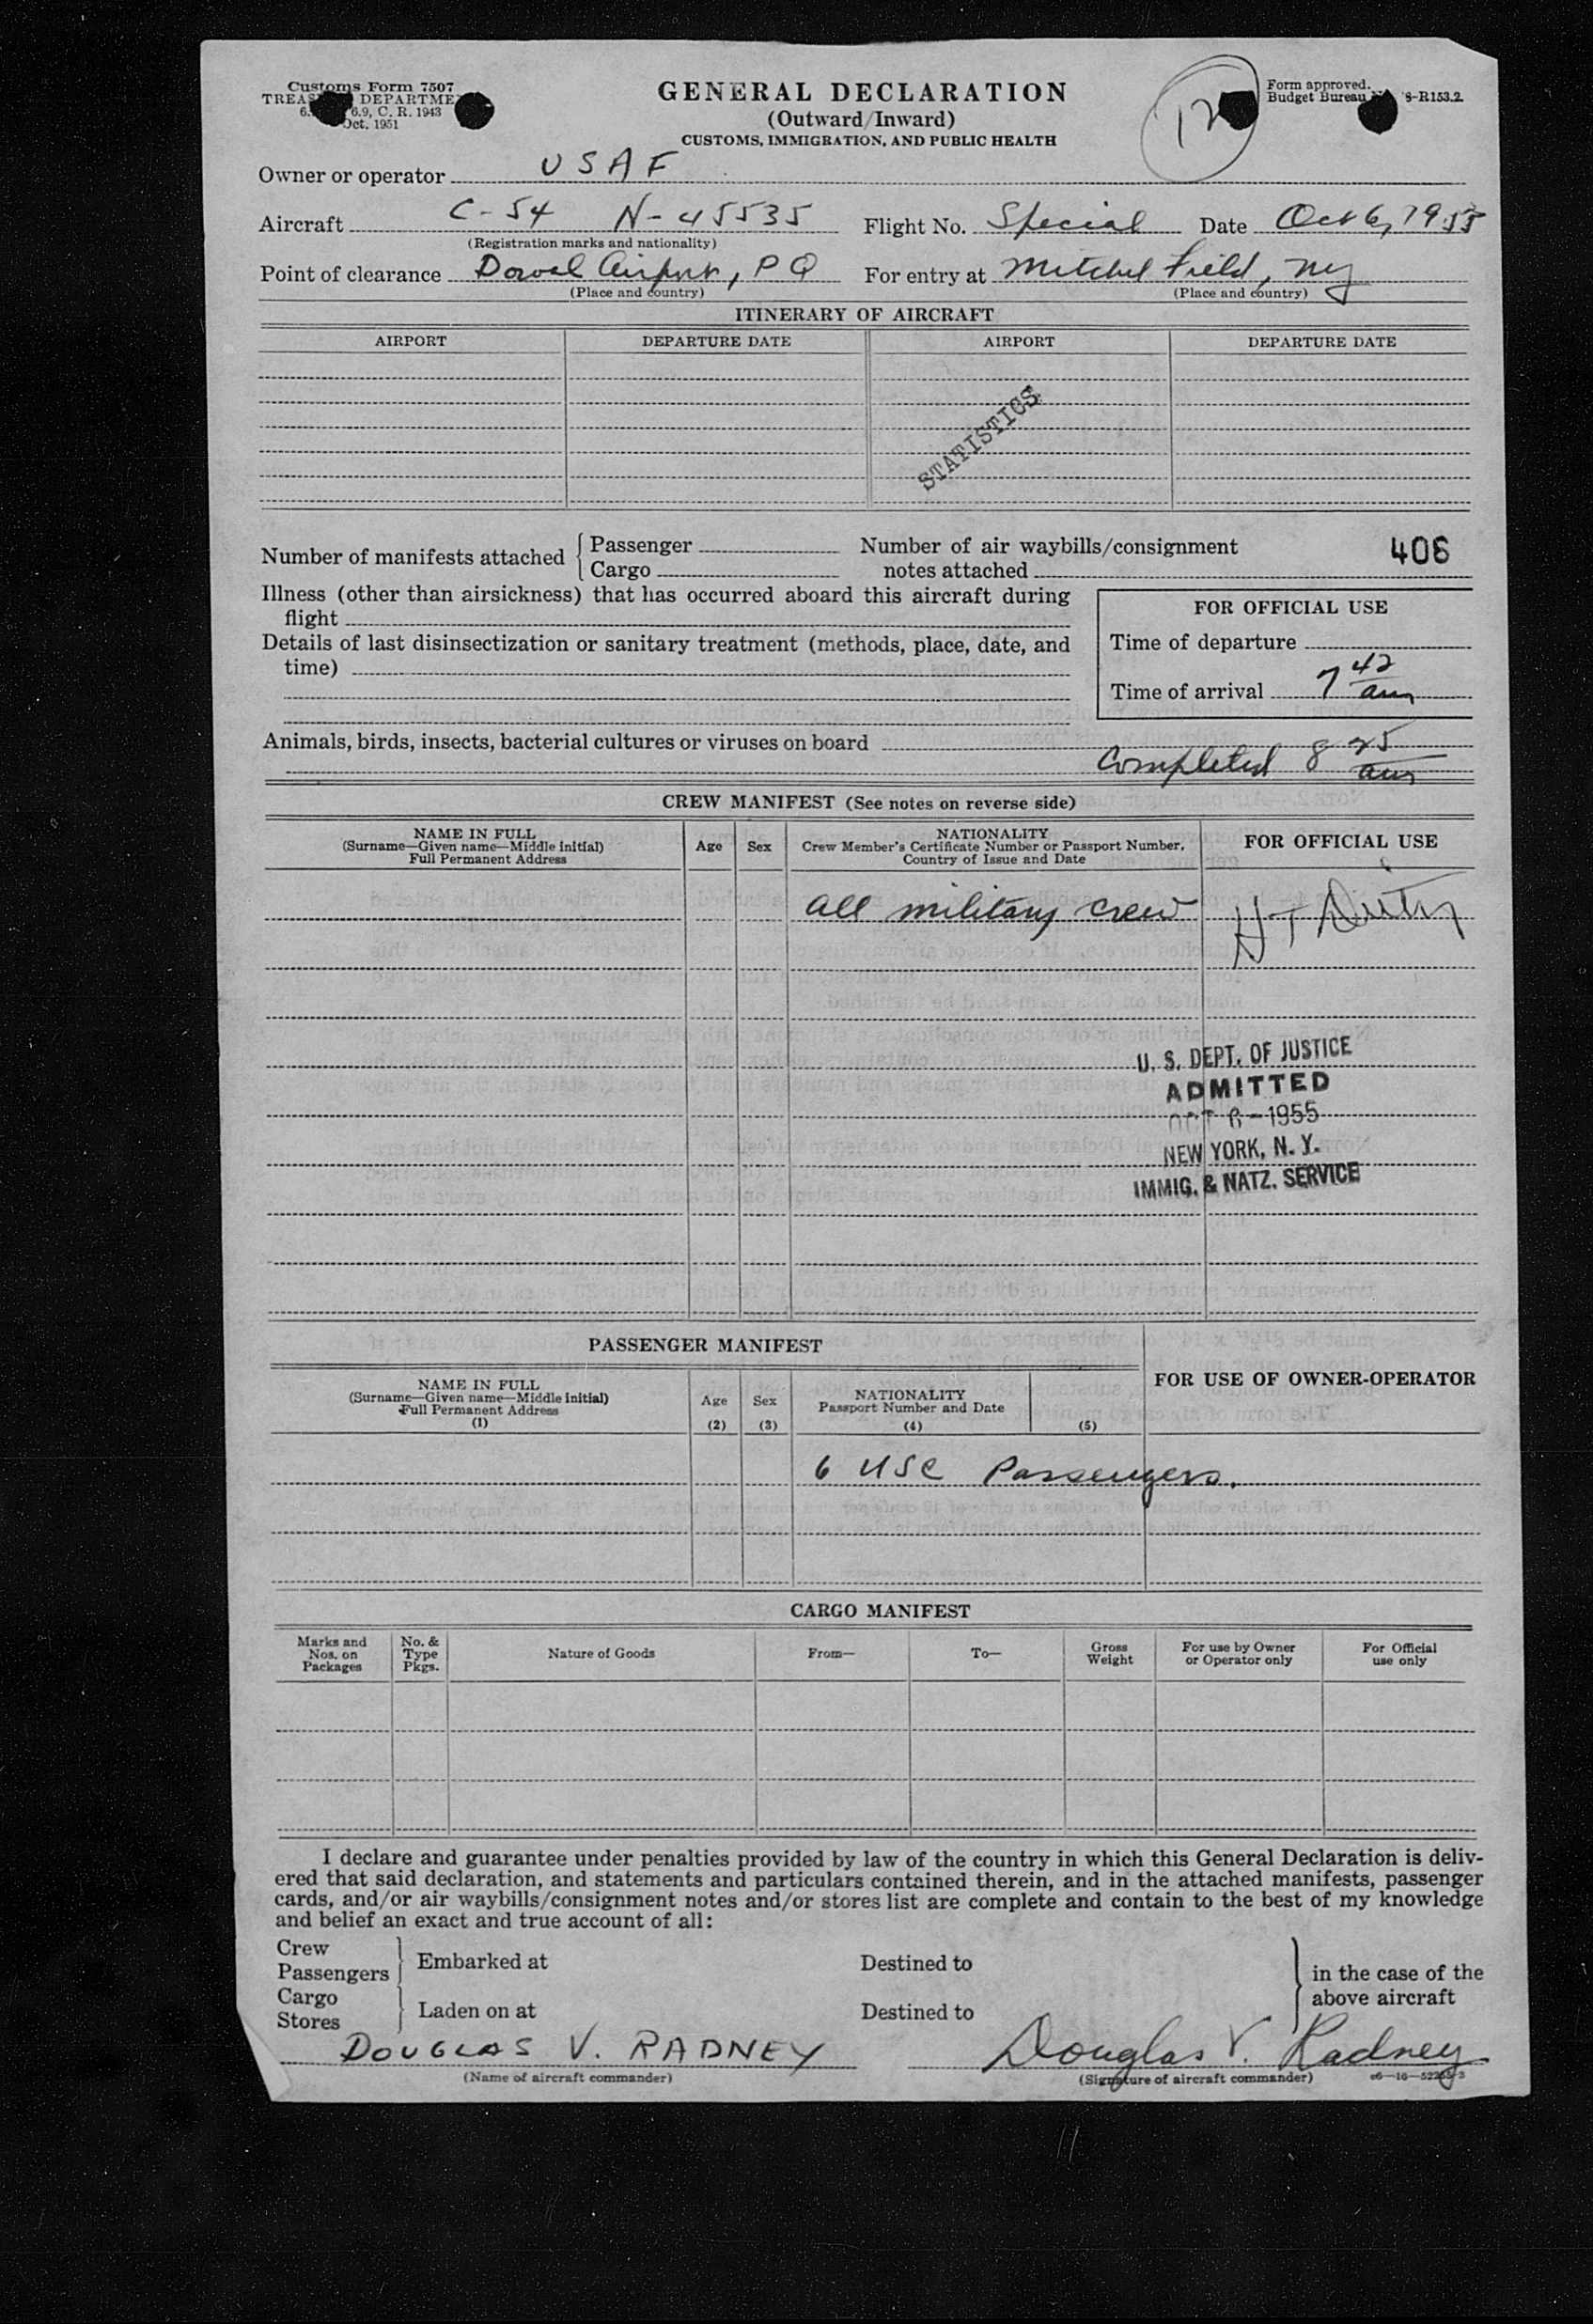 Customs Form 7507
TREAS DEPARTME
6.9, C. R. 1943
Oct. 1951
GENERAL DECLARATION
(Outward/Inward)
CUSTOMS, IMMIGRATION, AND PUBLIC HEALTH
12
Form approved.
Budget Bureau 8-R153.2
Owner or operator USAF
Aircraft C-54 N-45535 Flight No. Special Date Oct 6, 1955
(Registration marks and nationality)
Point of clearance Dorval Airport, PQ For entry at Mitchel Field, NY
(Place and country) (Place and country)
ITINERARY OF AIRCRAFT
AIRPORT DEPARTURE DATE AIRPORT DEPARTURE DATE
STATISTICS
Number of manifests attached Passenger Number of air waybills/consignment 406
Cargo notes attached
Illness (other than airsickness) that has occurred aboard this aircraft during
flight
FOR OFFICIAL USE
Details of last disinsectization or sanitary treatment (methods, place, date, and
time)
Time of departure
Time of arrival 7 42 am
Animals, birds, insects, bacterial cultures or viruses on board
Completed 8 25 am
CREW MANIFEST (See notes on reverse side)
NAME IN FULL
(Surname—Given name—Middle initial)
Full Permanent Address
Age Sex
NATIONALITY
Crew Member's Certificate Number or Passport Number,
Country of Issue and Date
FOR OFFICIAL USE
all military crew
U. S. DEPT. OF JUSTICE
ADMITTED
OCT 6-1955
NEW YORK, N. Y.
IMMIG. & NATZ. SERVICE
PASSENGER MANIFEST
NAME IN FULL
(Surname—Given name—Middle initial)
Full Permanent Address
(1)
Age
(2)
Sex
(3)
NATIONALITY
Passport Number and Date
(4)
(5)
FOR USE OF OWNER-OPERATOR
6 USC Passengers.
CARGO MANIFEST
Marks and
Nos. on
Packages
No. &
Type
Pkgs.
Nature of Goods
From—
To—
Gross
Weight
For use by Owner
or Operator only
For Official
use only
I declare and guarantee under penalties provided by law of the country in which this General Declaration is deliv-
ered that said declaration, and statements and particulars contained therein, and in the attached manifests, passenger
cards, and/or air waybills/consignment notes and/or stores list are complete and contain to the best of my knowledge
and belief an exact and true account of all:
Crew
Passengers Embarked at Destined to
Cargo
Stores Laden on at Destined to
in the case of the
above aircraft
DOUGLAS V. RADNEY Douglas V. Radney
(Name of aircraft commander) (Signature of aircraft commander)